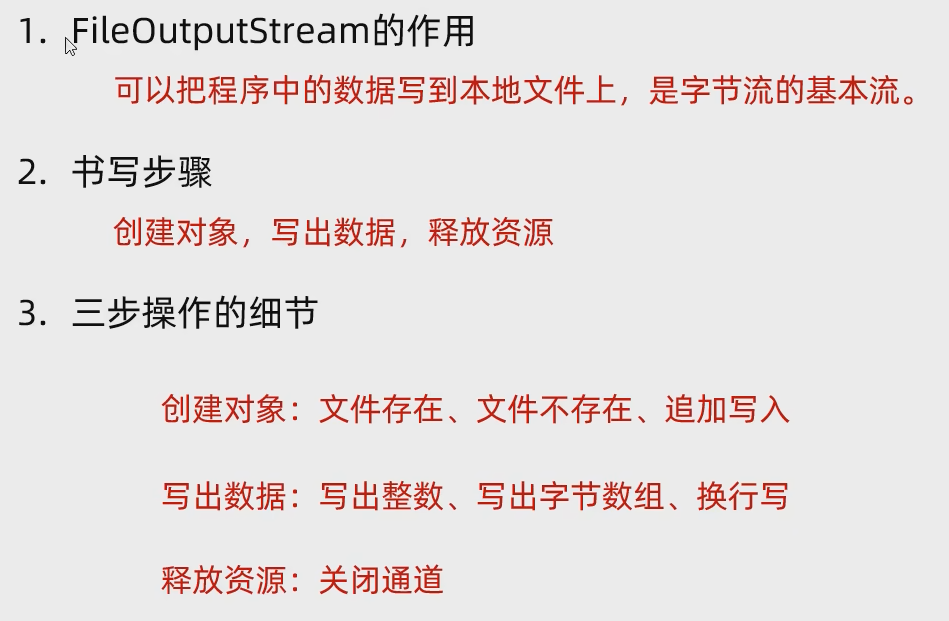 1. FileOutputStream的作用
可以把程序中的数据写到本地文件上，是字节流的基本流。
2. 书写步骤
创建对象，写出数据，释放资源
3. 三步操作的细节
创建对象：文件存在、文件不存在、追加写入
写出数据：写出整数、写出字节数组、换行写
释放资源：关闭通道